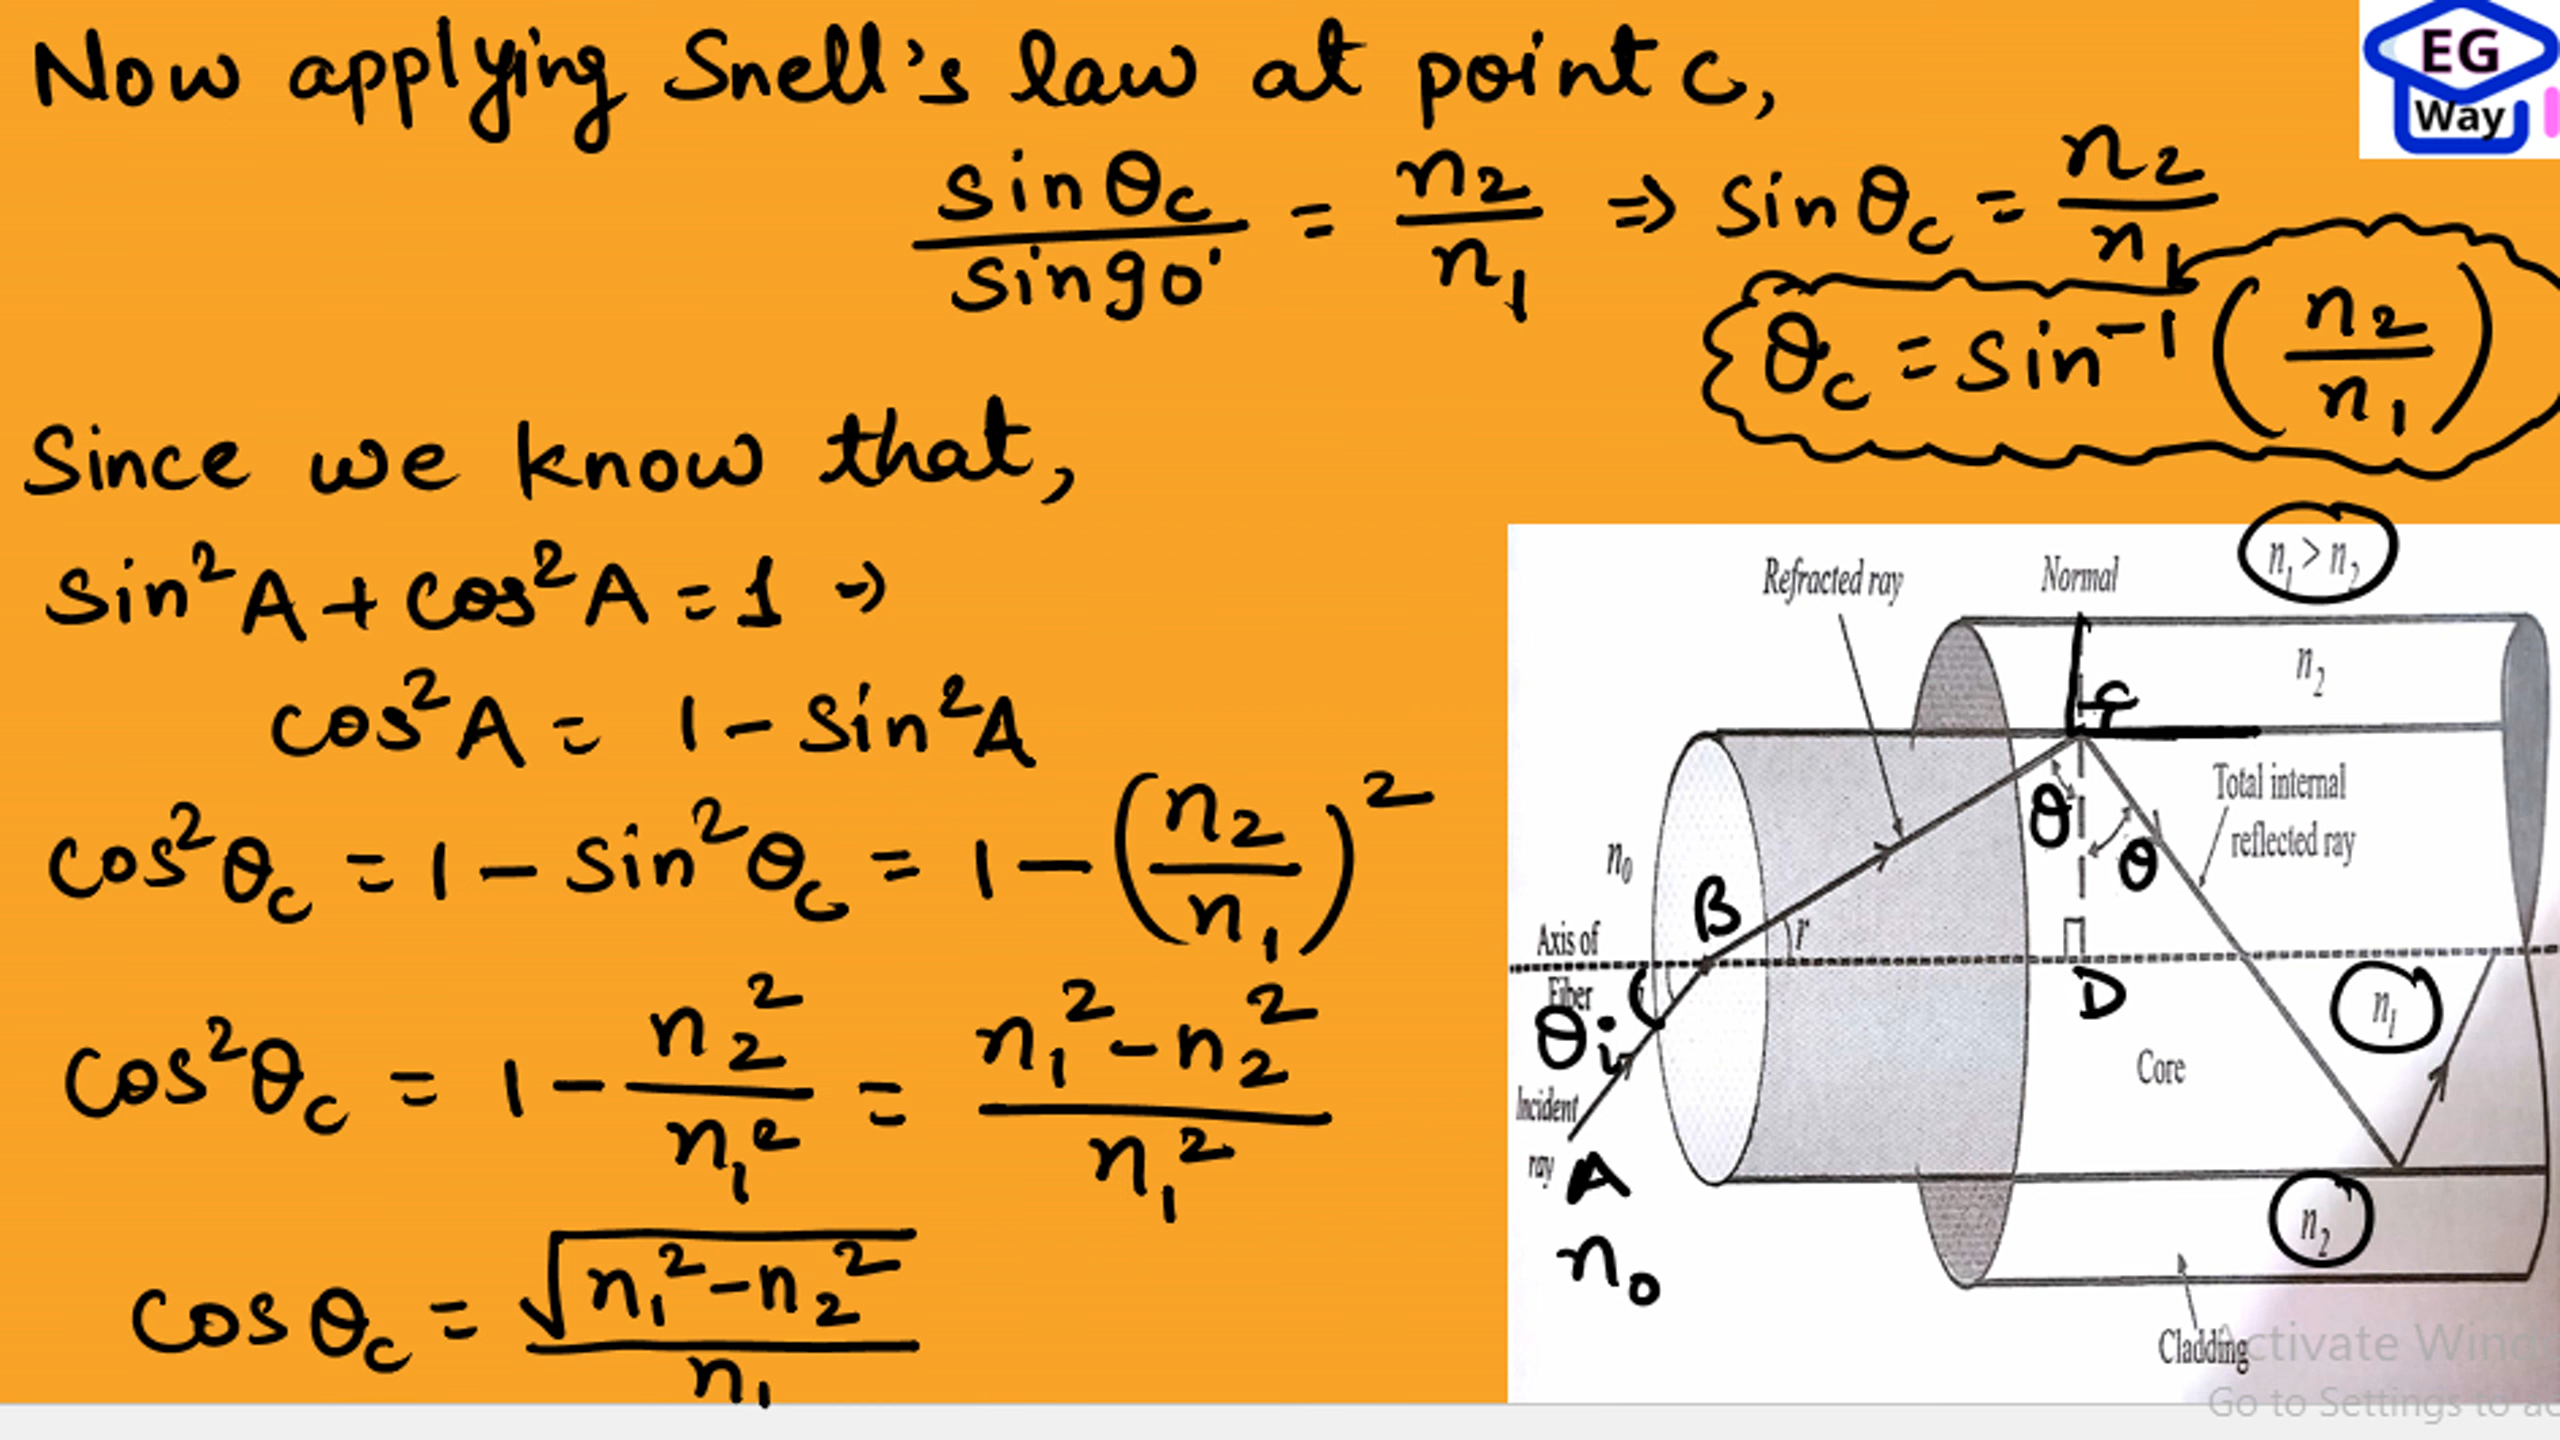 Now applying Snell's law at point C,
EG
Way
sinθc / sin90° = n2 / n1 ⇒ sinθc = n2 / n1
θc = sin⁻¹ (n2 / n1)
Since we know that,
sin²A + cos²A = 1 ⇒
cos²A = 1 - sin²A
cos²θc = 1 - sin²θc = 1 - (n2 / n1)²
cos²θc = 1 - n2² / n1² = n1² - n2² / n1²
cosθc = √n1² - n2² / n1
n1 > n2
Refracted ray
Normal
n2
C
Total internal
reflected ray
θ
θ
n0
B
r
Axis of
Fiber
D
n1
θi
Core
Incident
ray
A
n2
n0
Cladding
Activate Wind
Go to Settings to ac